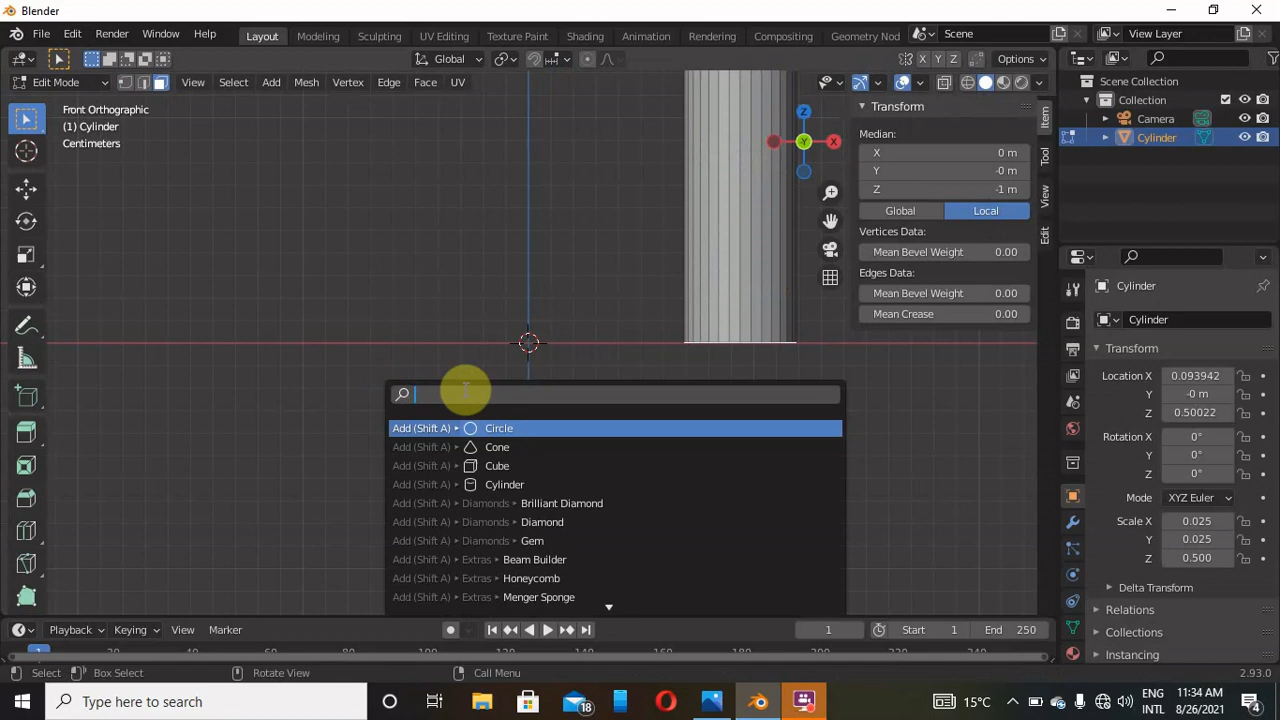 Blender
File Edit Render Window Help Layout Modeling Sculpting UV Editing Texture Paint Shading Animation Rendering Compositing Geometry Nod Scene View Layer
Global X Y Z Options
Edit Mode View Select Add Mesh Vertex Edge Face UV
Front Orthographic
(1) Cylinder
Centimeters
Z
Y
X
Transform
Median:
X 0 m
Y -0 m
Z -1 m
Global Local
Vertices Data:
Mean Bevel Weight 0.00
Edges Data:
Mean Bevel Weight 0.00
Mean Crease 0.00
Item
Tool
View
Edit
Scene Collection
Collection
Camera
Cylinder
Cylinder
Cylinder
Transform
Location X 0.093942
Y -0 m
Z 0.50022
Rotation X 0°
Y 0°
Z 0°
Mode XYZ Euler
Scale X 0.025
Y 0.025
Z 0.500
Delta Transform
Relations
Collections
Instancing
Add (Shift A) Circle
Add (Shift A) Cone
Add (Shift A) Cube
Add (Shift A) Cylinder
Add (Shift A) Diamonds Brilliant Diamond
Add (Shift A) Diamonds Diamond
Add (Shift A) Diamonds Gem
Add (Shift A) Extras Beam Builder
Add (Shift A) Extras Honeycomb
Add (Shift A) Extras Menger Sponge
Playback Keying View Marker 1 Start 1 End 250
1
Select Box Select Rotate View Call Menu 2.93.0
Type here to search 18 15°C ENG 11:34 AM
INTL 8/26/2021 4